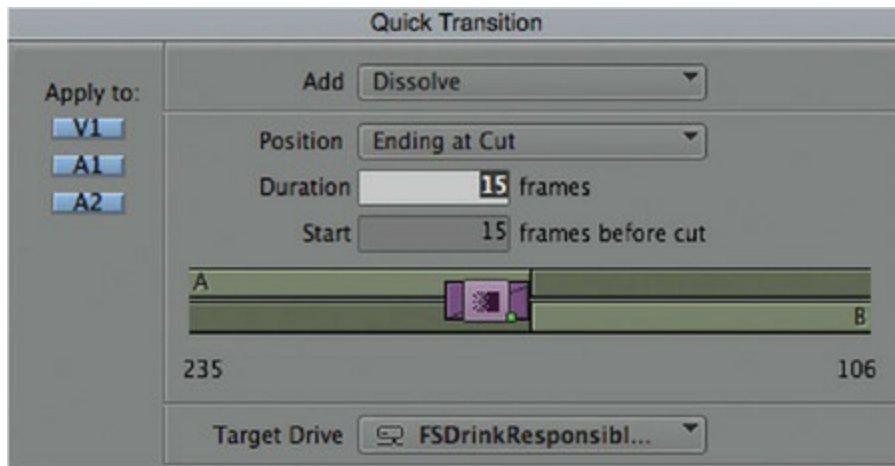 Quick Transition
Apply to:
V1
A1
A2
Add Dissolve
Position Ending at Cut
Duration 15 frames
Start 15 frames before cut
A
B
235 106
Target Drive FSDrinkResponsibl...